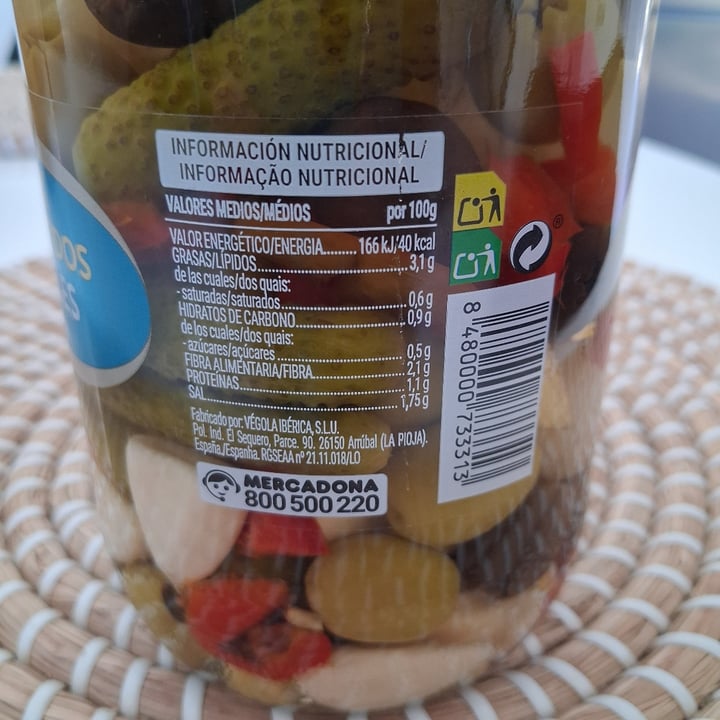 DOS
ES
INFORMACIÓN NUTRICIONAL/
INFORMAÇÃO NUTRICIONAL
VALORES MEDIOS/MÉDIOS por 100g
VALOR ENERGÉTICO/ENERGIA........ 166 kJ/40 kcal
GRASAS/LÍPIDOS........ 3,1 g
de las cuales/dos quais:
- saturadas/saturados........ 0,6 g
HIDRATOS DE CARBONO........ 0,9 g
de los cuales/dos quais:
- azúcares/açúcares........ 0,5 g
FIBRA ALIMENTARIA/FIBRA........ 2,1 g
PROTEÍNAS........ 1,1 g
SAL........ 1,75 g
Fabricado por: VÉGOLA IBÉRICA, S.L.U.
Pol. Ind. El Sequero, Parce. 90. 26150 Arrúbal (LA RIOJA).
España/Espanha. RGSEAA nº 21.11.018/LO
MERCADONA
800 500 220
®
8 480000 733313